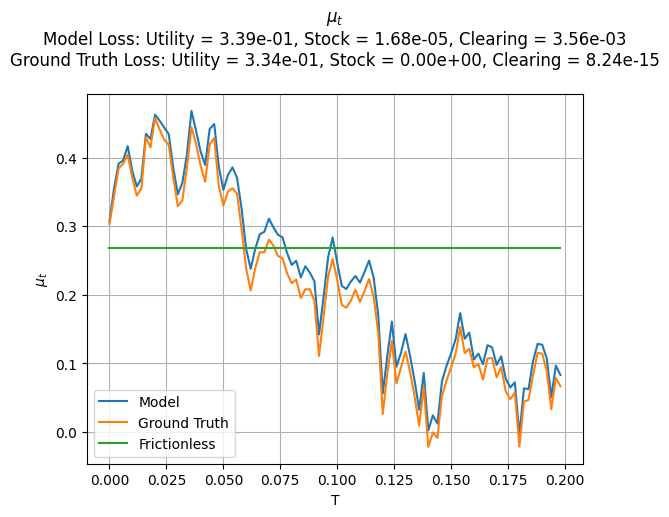 μt
Model Loss: Utility = 3.39e-01, Stock = 1.68e-05, Clearing = 3.56e-03
Ground Truth Loss: Utility = 3.34e-01, Stock = 0.00e+00, Clearing = 8.24e-15
μt
0.4
0.3
0.2
0.1
0.0
Model
Ground Truth
Frictionless
0.000 0.025 0.050 0.075 0.100 0.125 0.150 0.175 0.200
T